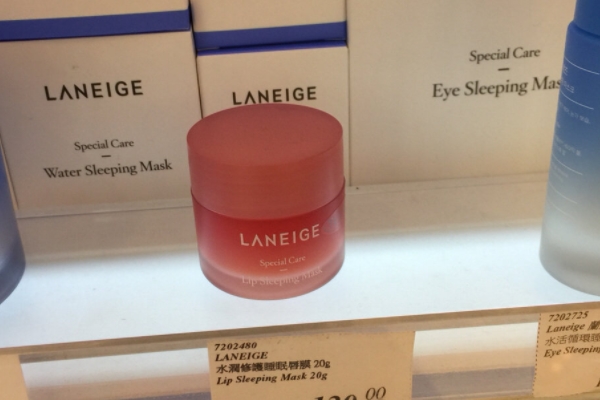 LANEIGE
Special Care
Water Sleeping Mask
LANEIGE
Special Care
Eye Sleeping Mas
LANEIGE
Special Care
Lip Sleeping Mask
7202480
LANEIGE
水潤修護睡眠唇膜 20g
Lip Sleeping Mask 20g
7202725
Laneige
Eye Sleeping